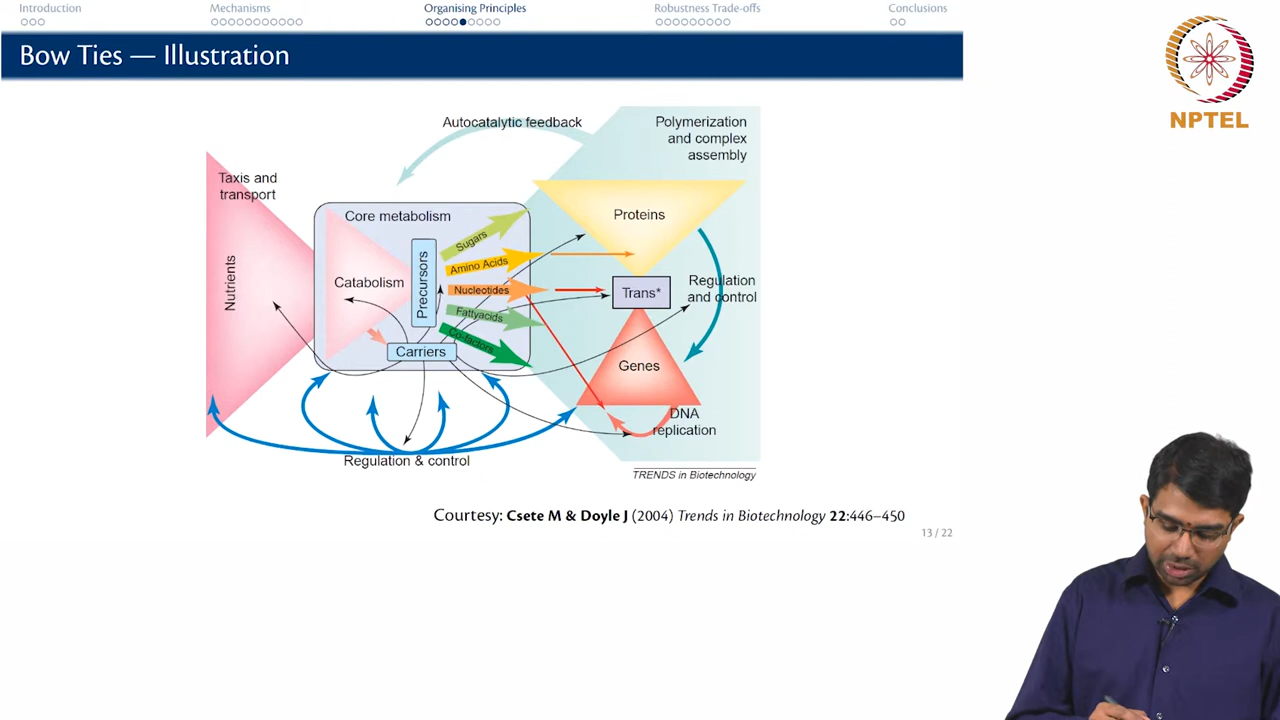 Introduction
Mechanisms
Organising Principles
Robustness Trade-offs
Conclusions
Bow Ties — Illustration
NPTEL
Autocatalytic feedback
Polymerization
and complex
assembly
Taxis and
transport
Nutrients
Core metabolism
Catabolism
Precursors
Carriers
Sugars
Amino Acids
Nucleotides
Fattyacids
Co-factors
Proteins
Trans*
Regulation
and control
Genes
DNA
replication
Regulation & control
TRENDS in Biotechnology
Courtesy: Csete M & Doyle J (2004) Trends in Biotechnology 22:446–450
13 / 22